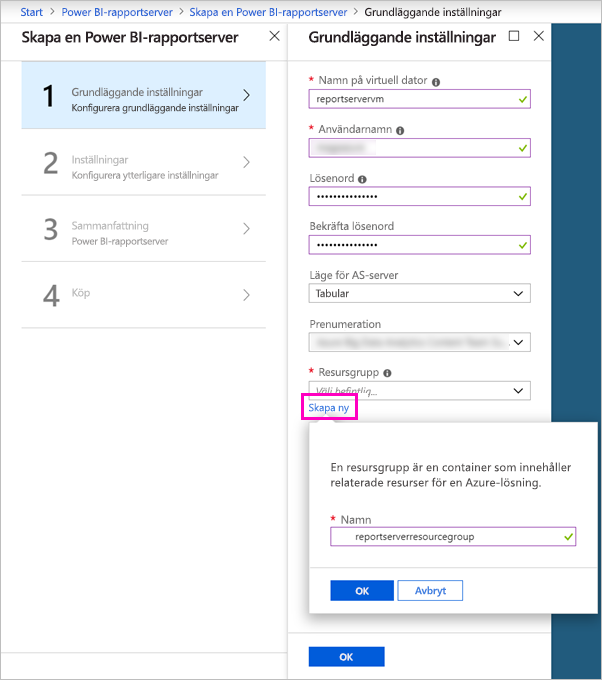 Start > Power BI-rapportserver > Skapa en Power BI-rapportserver > Grundläggande inställningar
Skapa en Power BI-rapportserver
1 Grundläggande inställningar
Konfigurera grundläggande inställningar
2 Inställningar
Konfigurera ytterligare inställningar
3 Sammanfattning
Power BI-rapportserver
4 Köp
Grundläggande inställningar
* Namn på virtuell dator
reportservervm
* Användarnamn
Lösenord
•••••••••••••••
Bekräfta lösenord
•••••••••••••••
Läge för AS-server
Tabular
Prenumeration
* Resursgrupp
Välj befintlig...
Skapa ny
En resursgrupp är en container som innehåller
relaterade resurser för en Azure-lösning.
* Namn
reportserverresourcegroup
OK Avbryt
OK